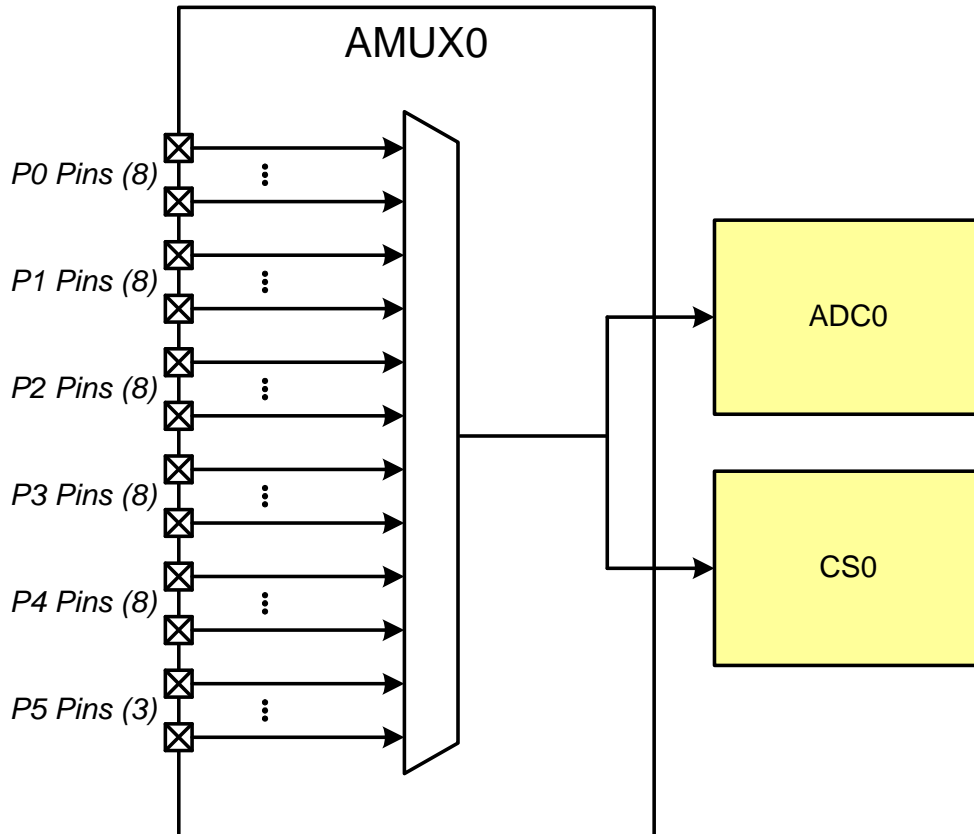 AMUX0
P0 Pins (8)
P1 Pins (8)
P2 Pins (8)
P3 Pins (8)
P4 Pins (8)
P5 Pins (3)
ADC0
CS0